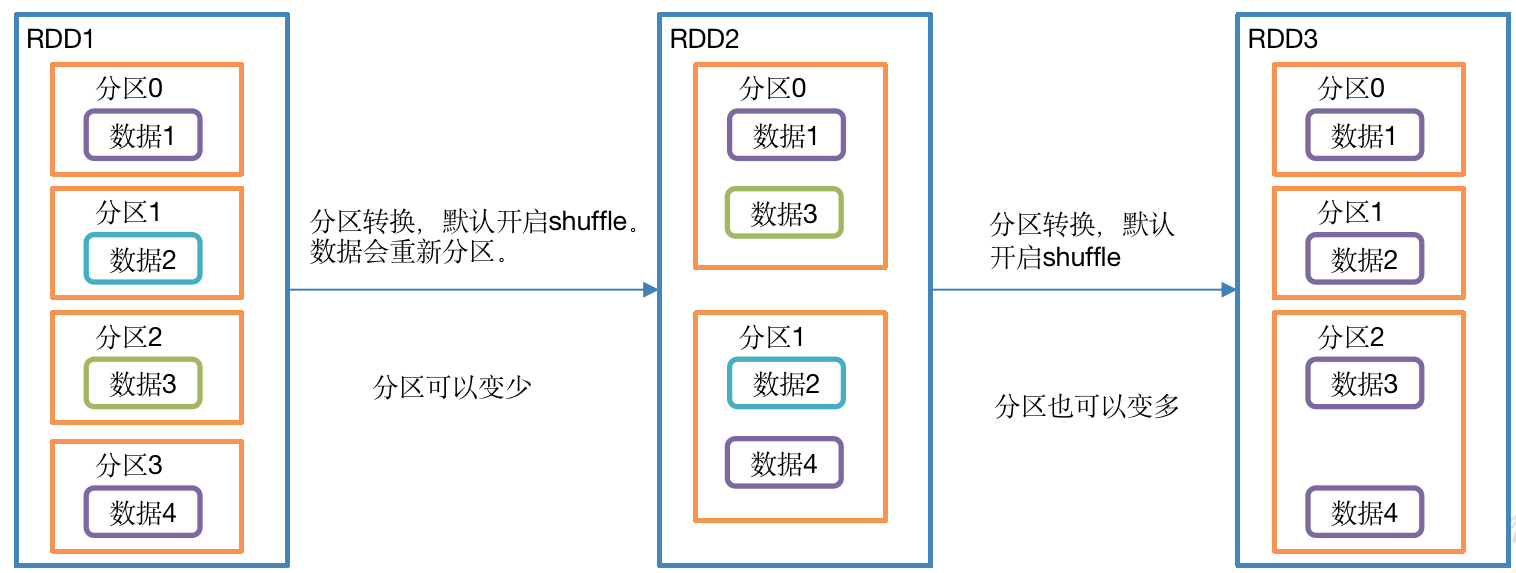 RDD1
分区0
数据1
分区1
数据2
分区2
数据3
分区3
数据4
分区转换，默认开启shuffle。
数据会重新分区。
分区可以变少
RDD2
分区0
数据1
数据3
分区1
数据2
数据4
分区转换，默认
开启shuffle
分区也可以变多
RDD3
分区0
数据1
分区1
数据2
分区2
数据3
数据4